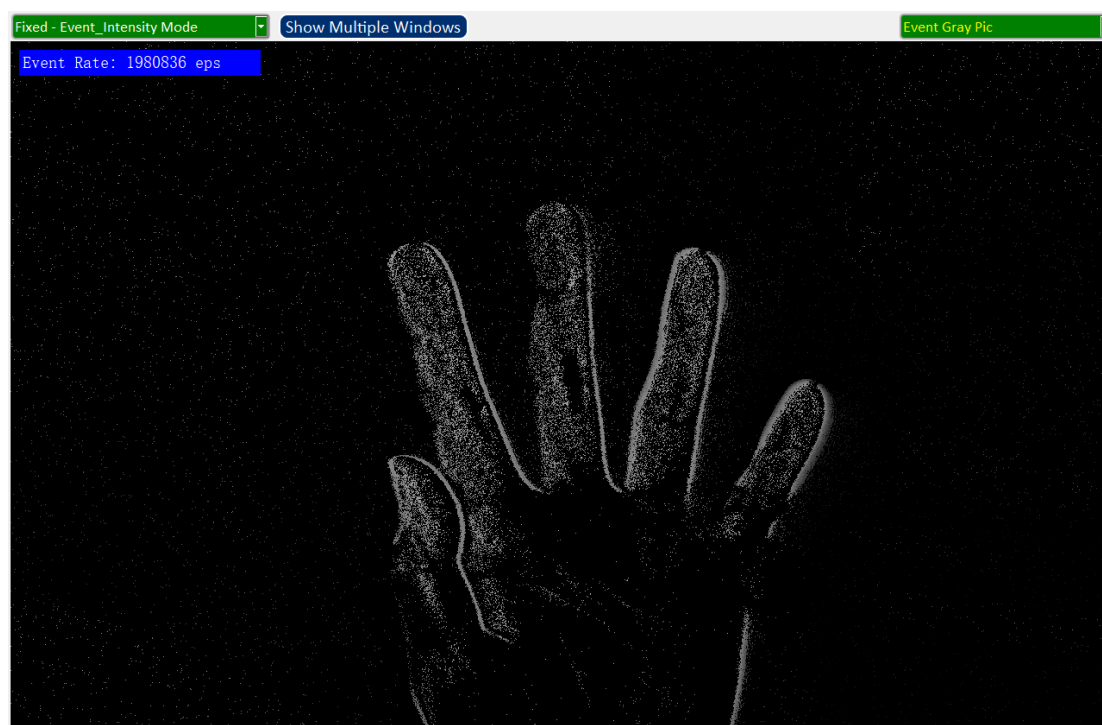 Fixed - Event_Intensity Mode
Show Multiple Windows
Event Gray Pic
Event Rate: 1980836 eps